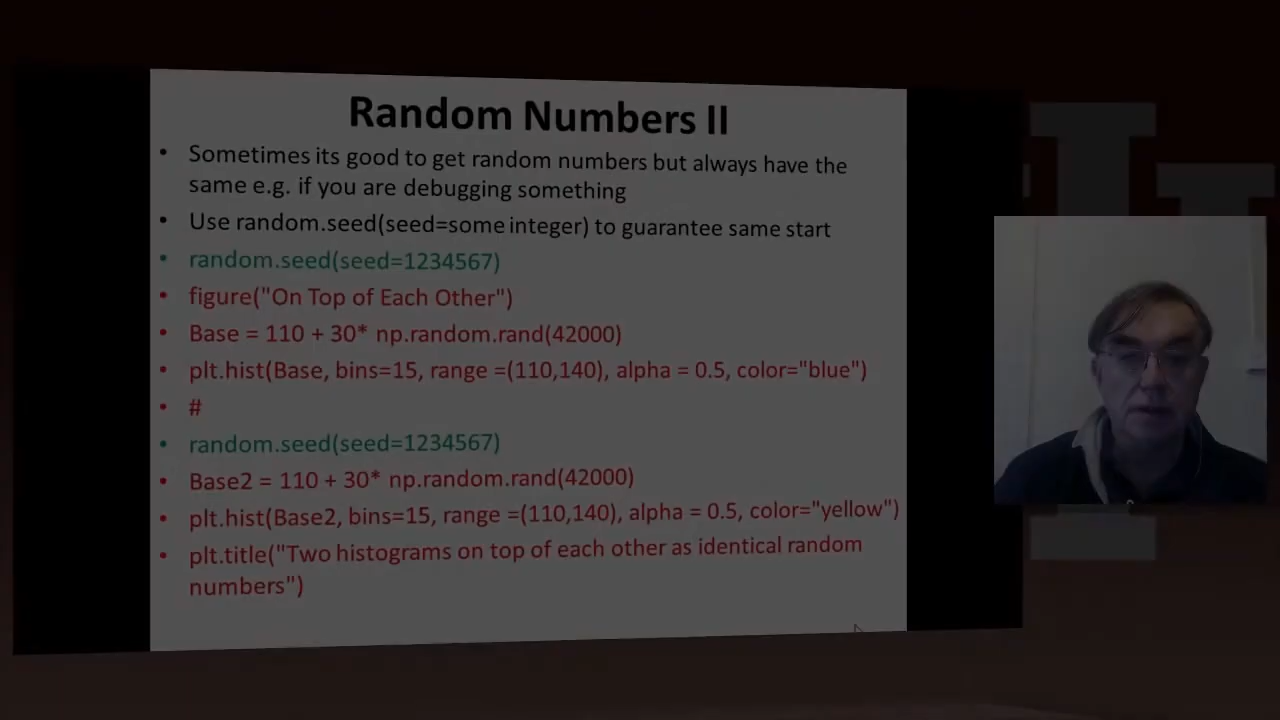 Random Numbers II
• Sometimes its good to get random numbers but always have the
same e.g. if you are debugging something
• Use random.seed(seed=some integer) to guarantee same start
• random.seed(seed=1234567)
• figure("On Top of Each Other")
• Base = 110 + 30* np.random.rand(42000)
• plt.hist(Base, bins=15, range =(110,140), alpha = 0.5, color="blue")
• #
• random.seed(seed=1234567)
• Base2 = 110 + 30* np.random.rand(42000)
• plt.hist(Base2, bins=15, range =(110,140), alpha = 0.5, color="yellow")
• plt.title("Two histograms on top of each other as identical random
numbers")